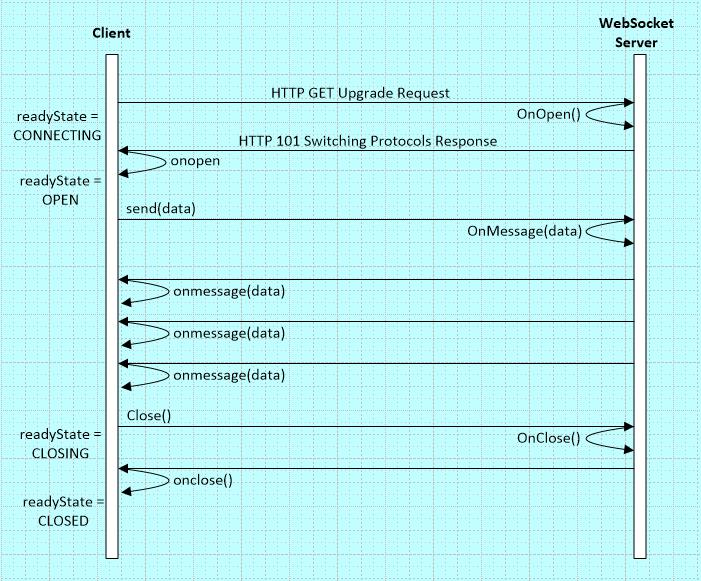 Client
WebSocket
Server
HTTP GET Upgrade Request
OnOpen()
readyState =
CONNECTING
HTTP 101 Switching Protocols Response
onopen
readyState =
OPEN
send(data)
OnMessage(data)
onmessage(data)
onmessage(data)
onmessage(data)
Close()
readyState =
CLOSING
OnClose()
onclose()
readyState =
CLOSED